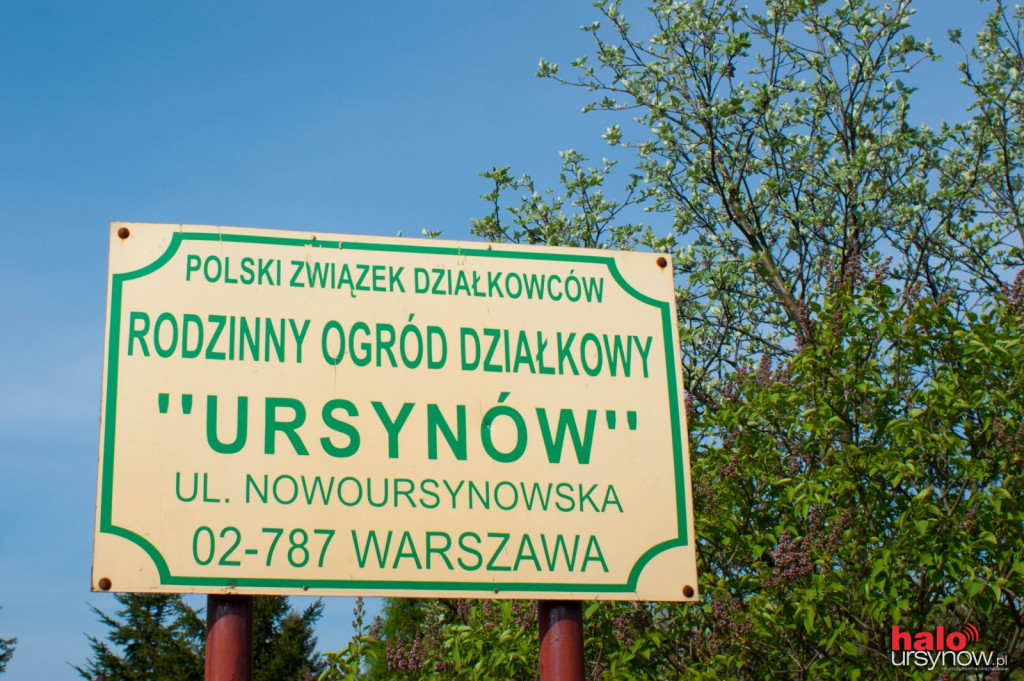 POLSKI ZWIĄZEK DZIAŁKOWCÓW
RODZINNY OGRÓD DZIAŁKOWY
"URSYNÓW"
UL. NOWOURSYNOWSKA
02-787 WARSZAWA
halo
URSYNOW.pl